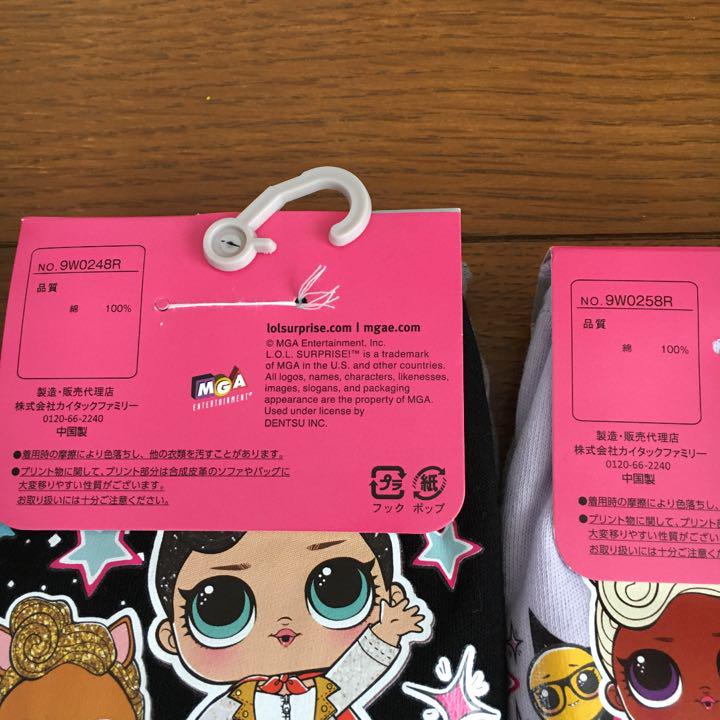 NO. 9W0248R
品質
綿 100%
製造・販売代理店
株式会社カイタックファミリー
0120-66-2240
中国製
lolsurprise.com | mgae.com
© MGA Entertainment, Inc.
L.O.L. SURPRISE!™ is a trademark
of MGA in the U.S. and other countries.
All logos, names, characters, likenesses,
images, slogans, and packaging
appearance are the property of MGA.
Used under license by
DENTSU INC.
MGA
ENTERTAINMENT
●着用時の摩擦により色落ちし、他の衣類を汚すことがあります。
●プリント物に関して、プリント部分は合成皮革のソファやバッグに
大変移りやすい性質がございます。
お取り扱いには十分ご注意ください。
プラ 紙
フック ポップ
NO. 9W0258R
品質
綿 100%
製造・販売代理店
株式会社カイタックファミリー
0120-66-2240
中国製
●着用時の摩擦により色落ちし、
●プリント物に関して、プリント部
大変移りやすい性質がござい
お取り扱いには十分ご注意くだ